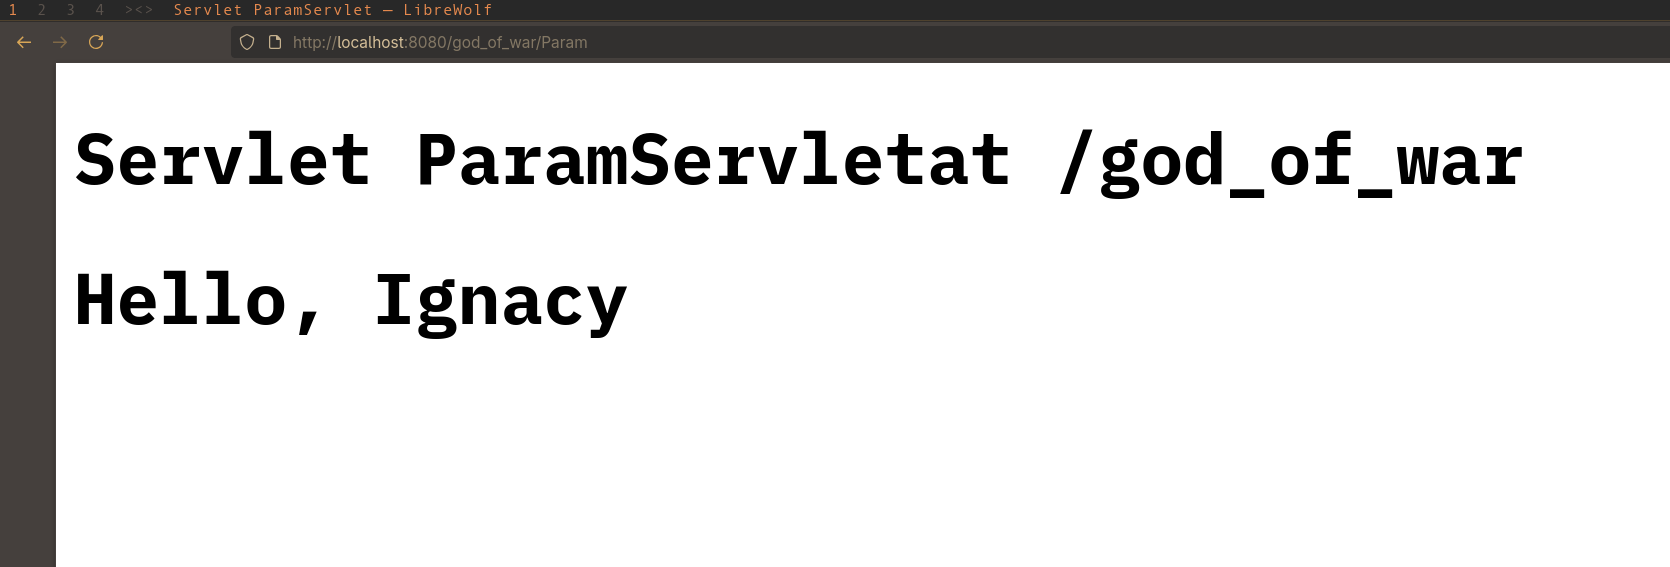 1 2 3 4 ><> Servlet ParamServlet — LibreWolf
http://localhost:8080/god_of_war/Param
Servlet ParamServletat /god_of_war
Hello, Ignacy